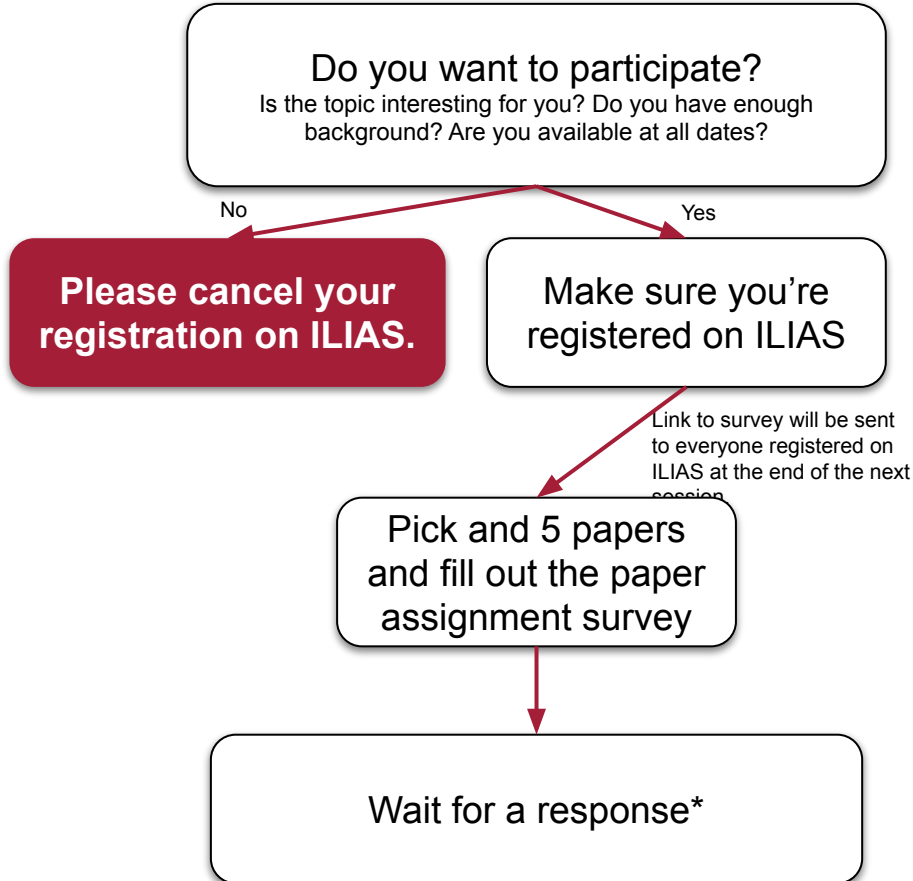 Do you want to participate?
Is the topic interesting for you? Do you have enough
background? Are you available at all dates?
No
Yes
Please cancel your
registration on ILIAS.
Make sure you're
registered on ILIAS
Link to survey will be sent
to everyone registered on
ILIAS at the end of the next
session.
Pick and 5 papers
and fill out the paper
assignment survey
Wait for a response*